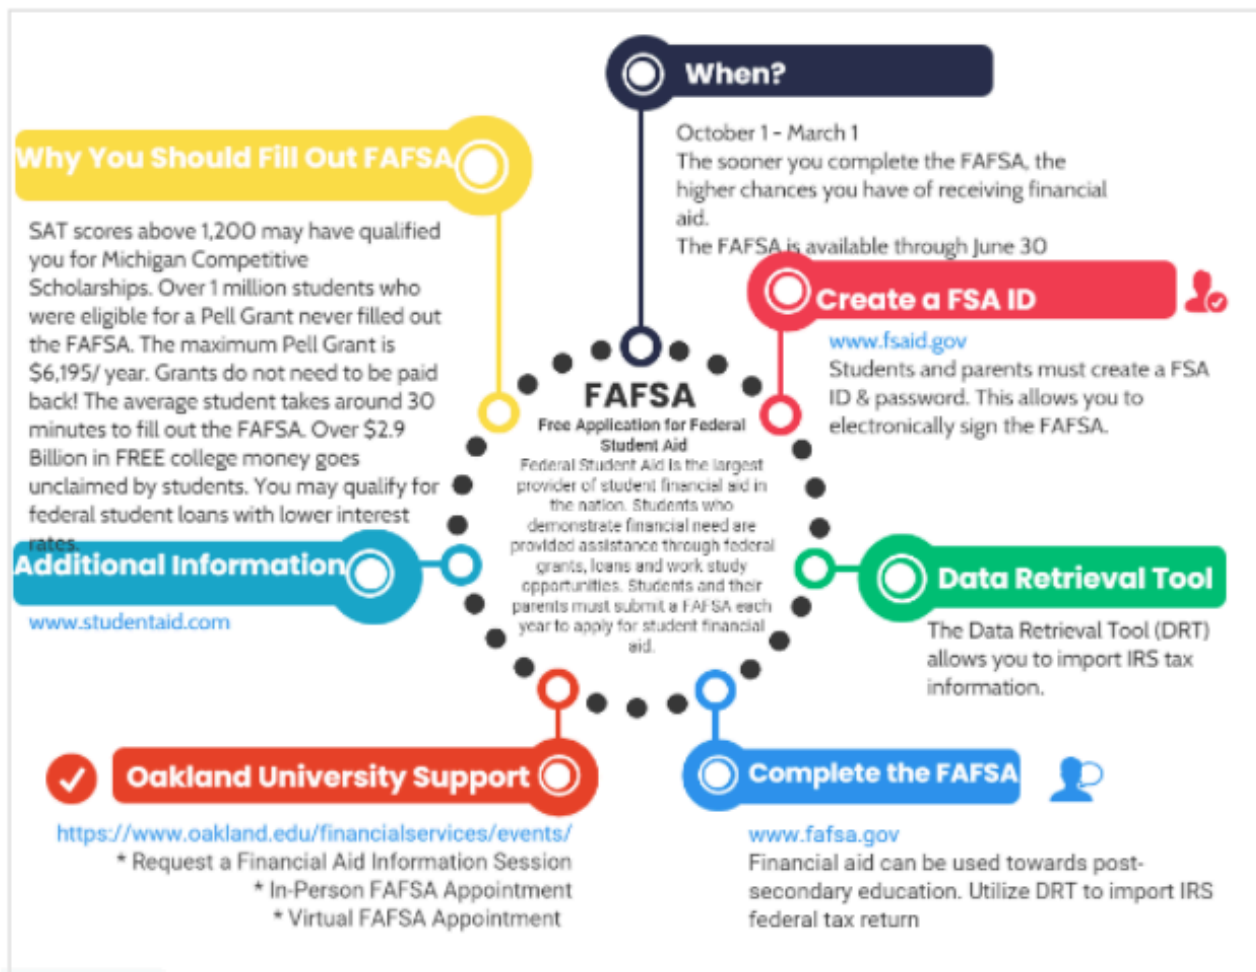 When?
October 1 - March 1
The sooner you complete the FAFSA, the
higher chances you have of receiving financial
aid.
The FAFSA is available through June 30
Why You Should Fill Out FAFSA
SAT scores above 1,200 may have qualified
you for Michigan Competitive
Scholarships. Over 1 million students who
were eligible for a Pell Grant never filled out
the FAFSA. The maximum Pell Grant is
$6,195/ year. Grants do not need to be paid
back! The average student takes around 30
minutes to fill out the FAFSA. Over $2.9
Billion in FREE college money goes
unclaimed by students. You may qualify for
federal student loans with lower interest
rates.
Create a FSA ID
www.fsaid.gov
Students and parents must create a FSA
ID & password. This allows you to
electronically sign the FAFSA.
FAFSA
Free Application for Federal
Student Aid
Federal Student Aid is the largest
provider of student financial aid in
the nation. Students who
demonstrate financial need are
provided assistance through federal
grants, loans and work study
opportunities. Students and their
parents must submit a FAFSA each
year to apply for student financial
aid.
Additional Information
www.studentaid.com
Data Retrieval Tool
The Data Retrieval Tool (DRT)
allows you to import IRS tax
information.
Oakland University Support
https://www.oakland.edu/financialservices/events/
* Request a Financial Aid Information Session
* In-Person FAFSA Appointment
* Virtual FAFSA Appointment
Complete the FAFSA
www.fafsa.gov
Financial aid can be used towards post-
secondary education. Utilize DRT to import IRS
federal tax return